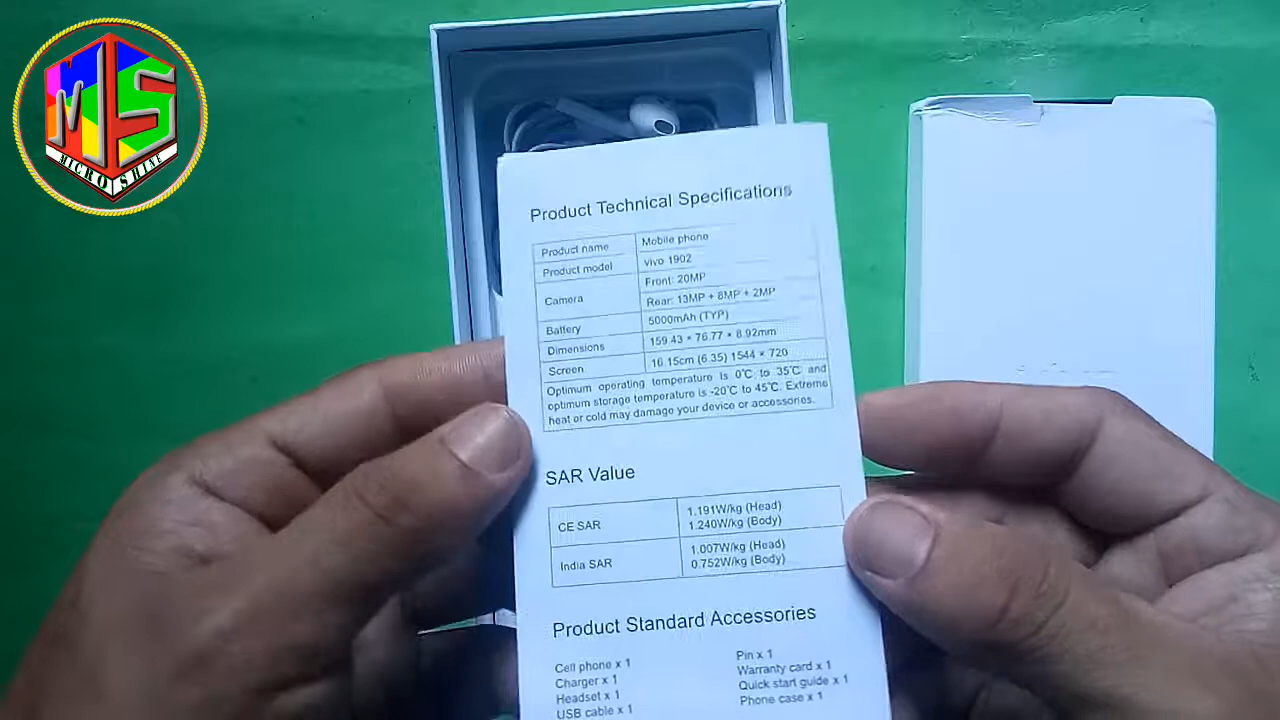 MS
MICRO SHINE
Product Technical Specifications
Product name Mobile phone
Product model vivo 1902
Camera Front: 20MP
Rear: 13MP + 8MP + 2MP
Battery 5000mAh (TYP)
Dimensions 159.43 × 76.77 × 8.92mm
Screen 16.15cm (6.35) 1544 × 720
Optimum operating temperature is 0℃ to 35℃ and
optimum storage temperature is -20℃ to 45℃. Extreme
heat or cold may damage your device or accessories.
SAR Value
CE SAR 1.191W/kg (Head)
1.240W/kg (Body)
India SAR 1.007W/kg (Head)
0.752W/kg (Body)
Product Standard Accessories
Cell phone x 1 Pin x 1
Charger x 1 Warranty card x 1
Headset x 1 Quick start guide x 1
USB cable x 1 Phone case x 1